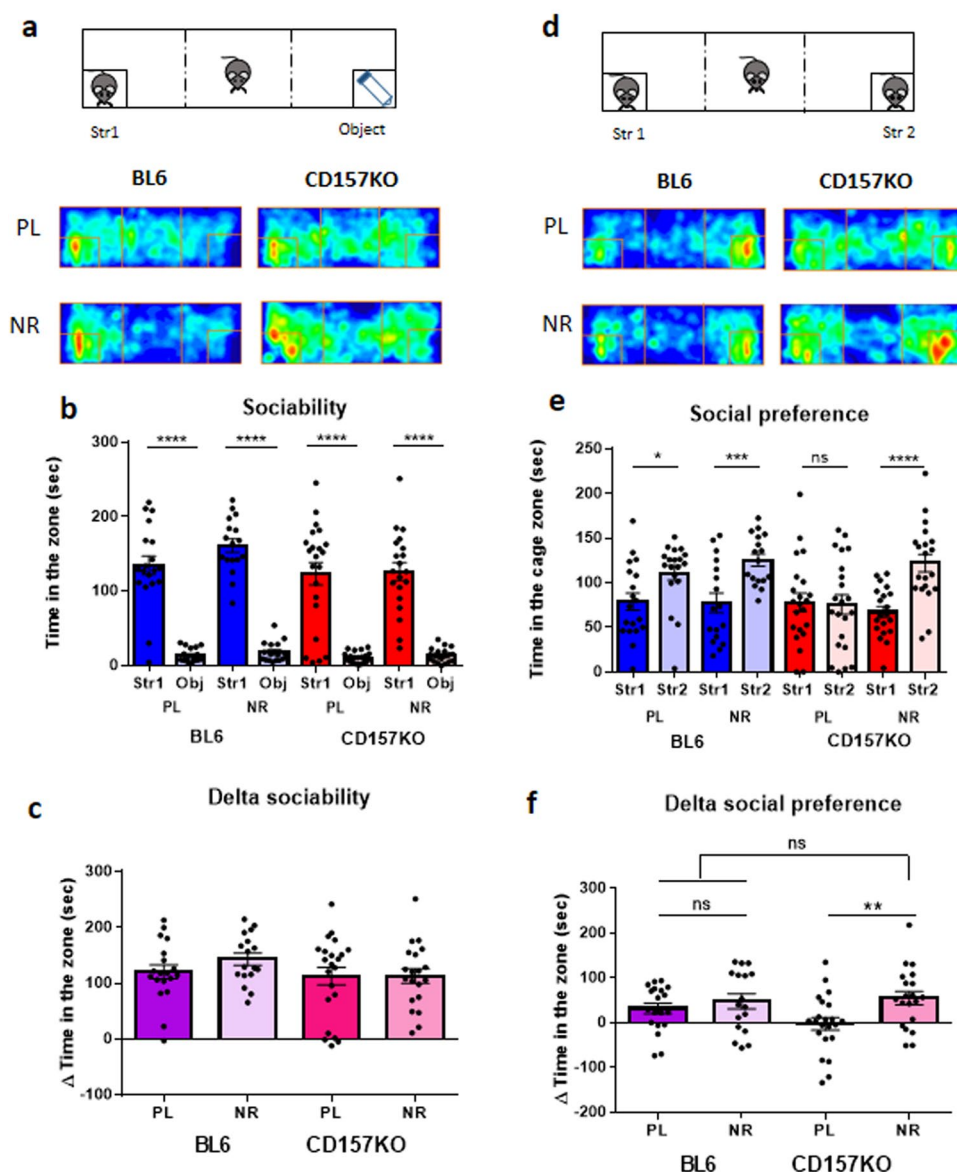 a
Str1
Object
BL6
CD157KO
PL
NR
b
Sociability
Time in the zone (sec)
300
200
100
0
****
****
****
****
Str1 Obj Str1 Obj Str1 Obj Str1 Obj
PL NR PL NR
BL6 CD157KO
c
Delta sociability
Δ Time in the zone (sec)
300
200
100
0
-100
PL NR PL NR
BL6 CD157KO
d
Str 1
Str 2
BL6
CD157KO
PL
NR
e
Social preference
Time in the cage zone (sec)
250
200
150
100
50
0
*
***
ns
****
Str1 Str2 Str1 Str2 Str1 Str2 Str1 Str2
PL NR PL NR
BL6 CD157KO
f
Delta social preference
Δ Time in the zone (sec)
300
200
100
0
-100
-200
ns
ns
**
PL NR PL NR
BL6 CD157KO